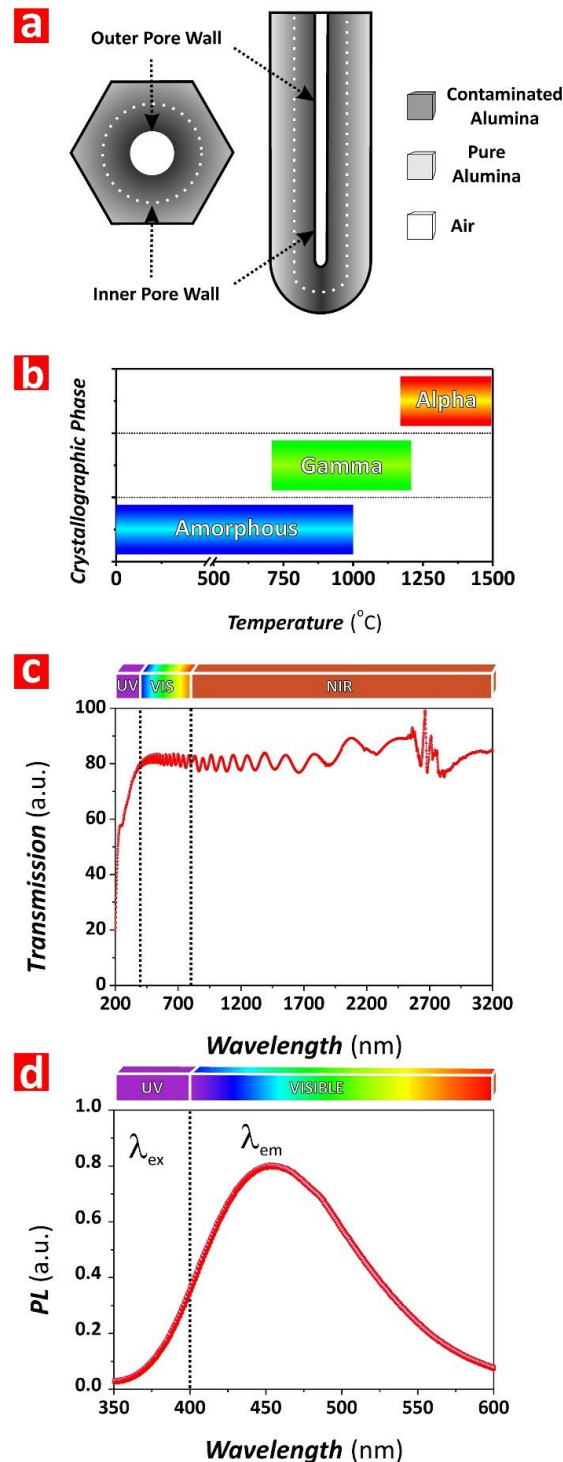 a
Outer Pore Wall
Inner Pore Wall
Contaminated
Alumina
Pure
Alumina
Air
b
Crystallographic Phase
Alpha
Gamma
Amorphous
0 500 750 1000 1250 1500
Temperature (°C)
c
UV VIS NIR
Transmission (a.u.)
100
80
60
40
20
0
200 700 1200 1700 2200 2700 3200
Wavelength (nm)
d
UV VISIBLE
λex λem
PL (a.u.)
1.0
0.8
0.6
0.4
0.2
0.0
350 400 450 500 550 600
Wavelength (nm)